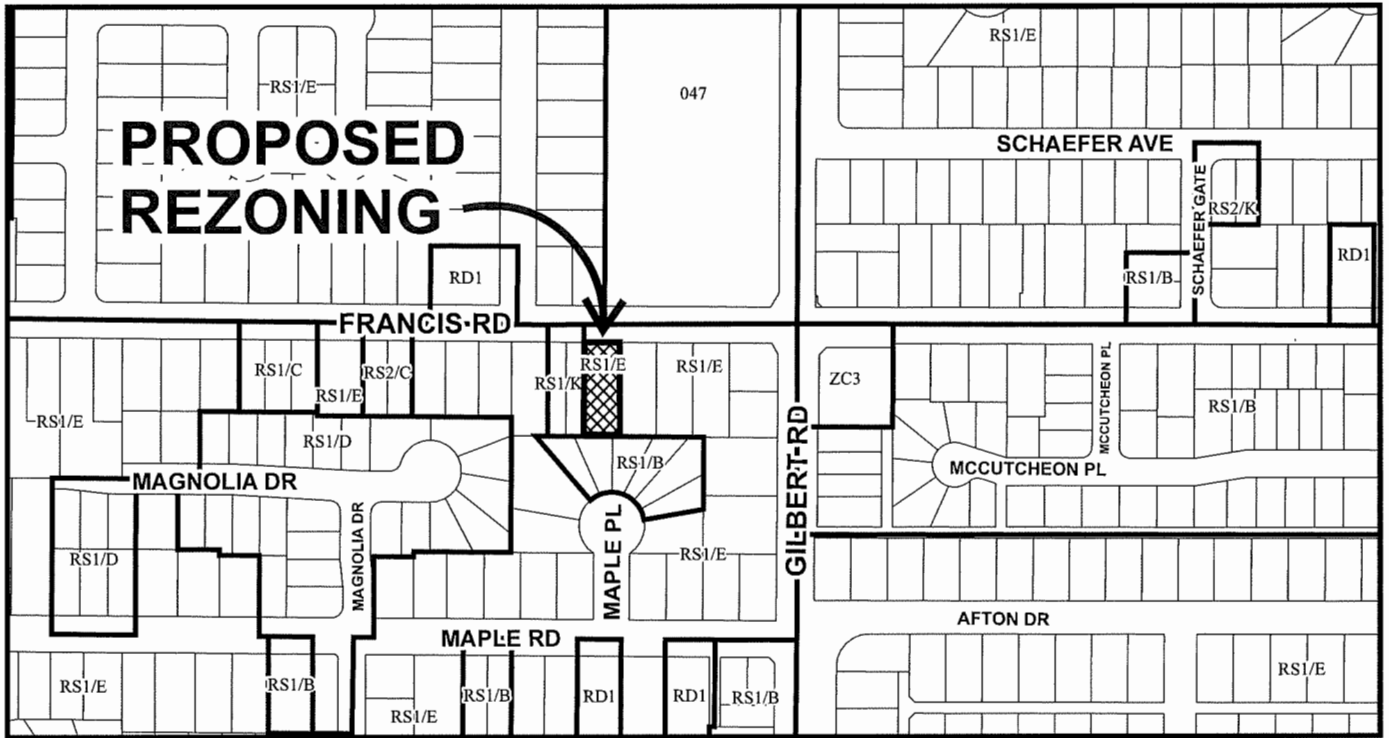 RS1/E
047
RS1/E
PROPOSED
REZONING
SCHAEFER AVE
SCHAEFER GATE
RS2/K
RD1
RS1/B
RD1
FRANCIS RD
RS1/C
RS1/E
RS2/C
RS1/K
RS1/E
RS1/E
ZC3
MCCUTCHEON PL
RS1/B
RS1/E
RS1/D
RS1/B
GILBERT RD
MCCUTCHEON PL
MAGNOLIA DR
MAGNOLIA DR
MAPLE PL
RS1/E
RS1/D
MAPLE RD
AFTON DR
RS1/E
RS1/B
RS1/E
RS1/B
RD1
RD1
RS1/B
RS1/E